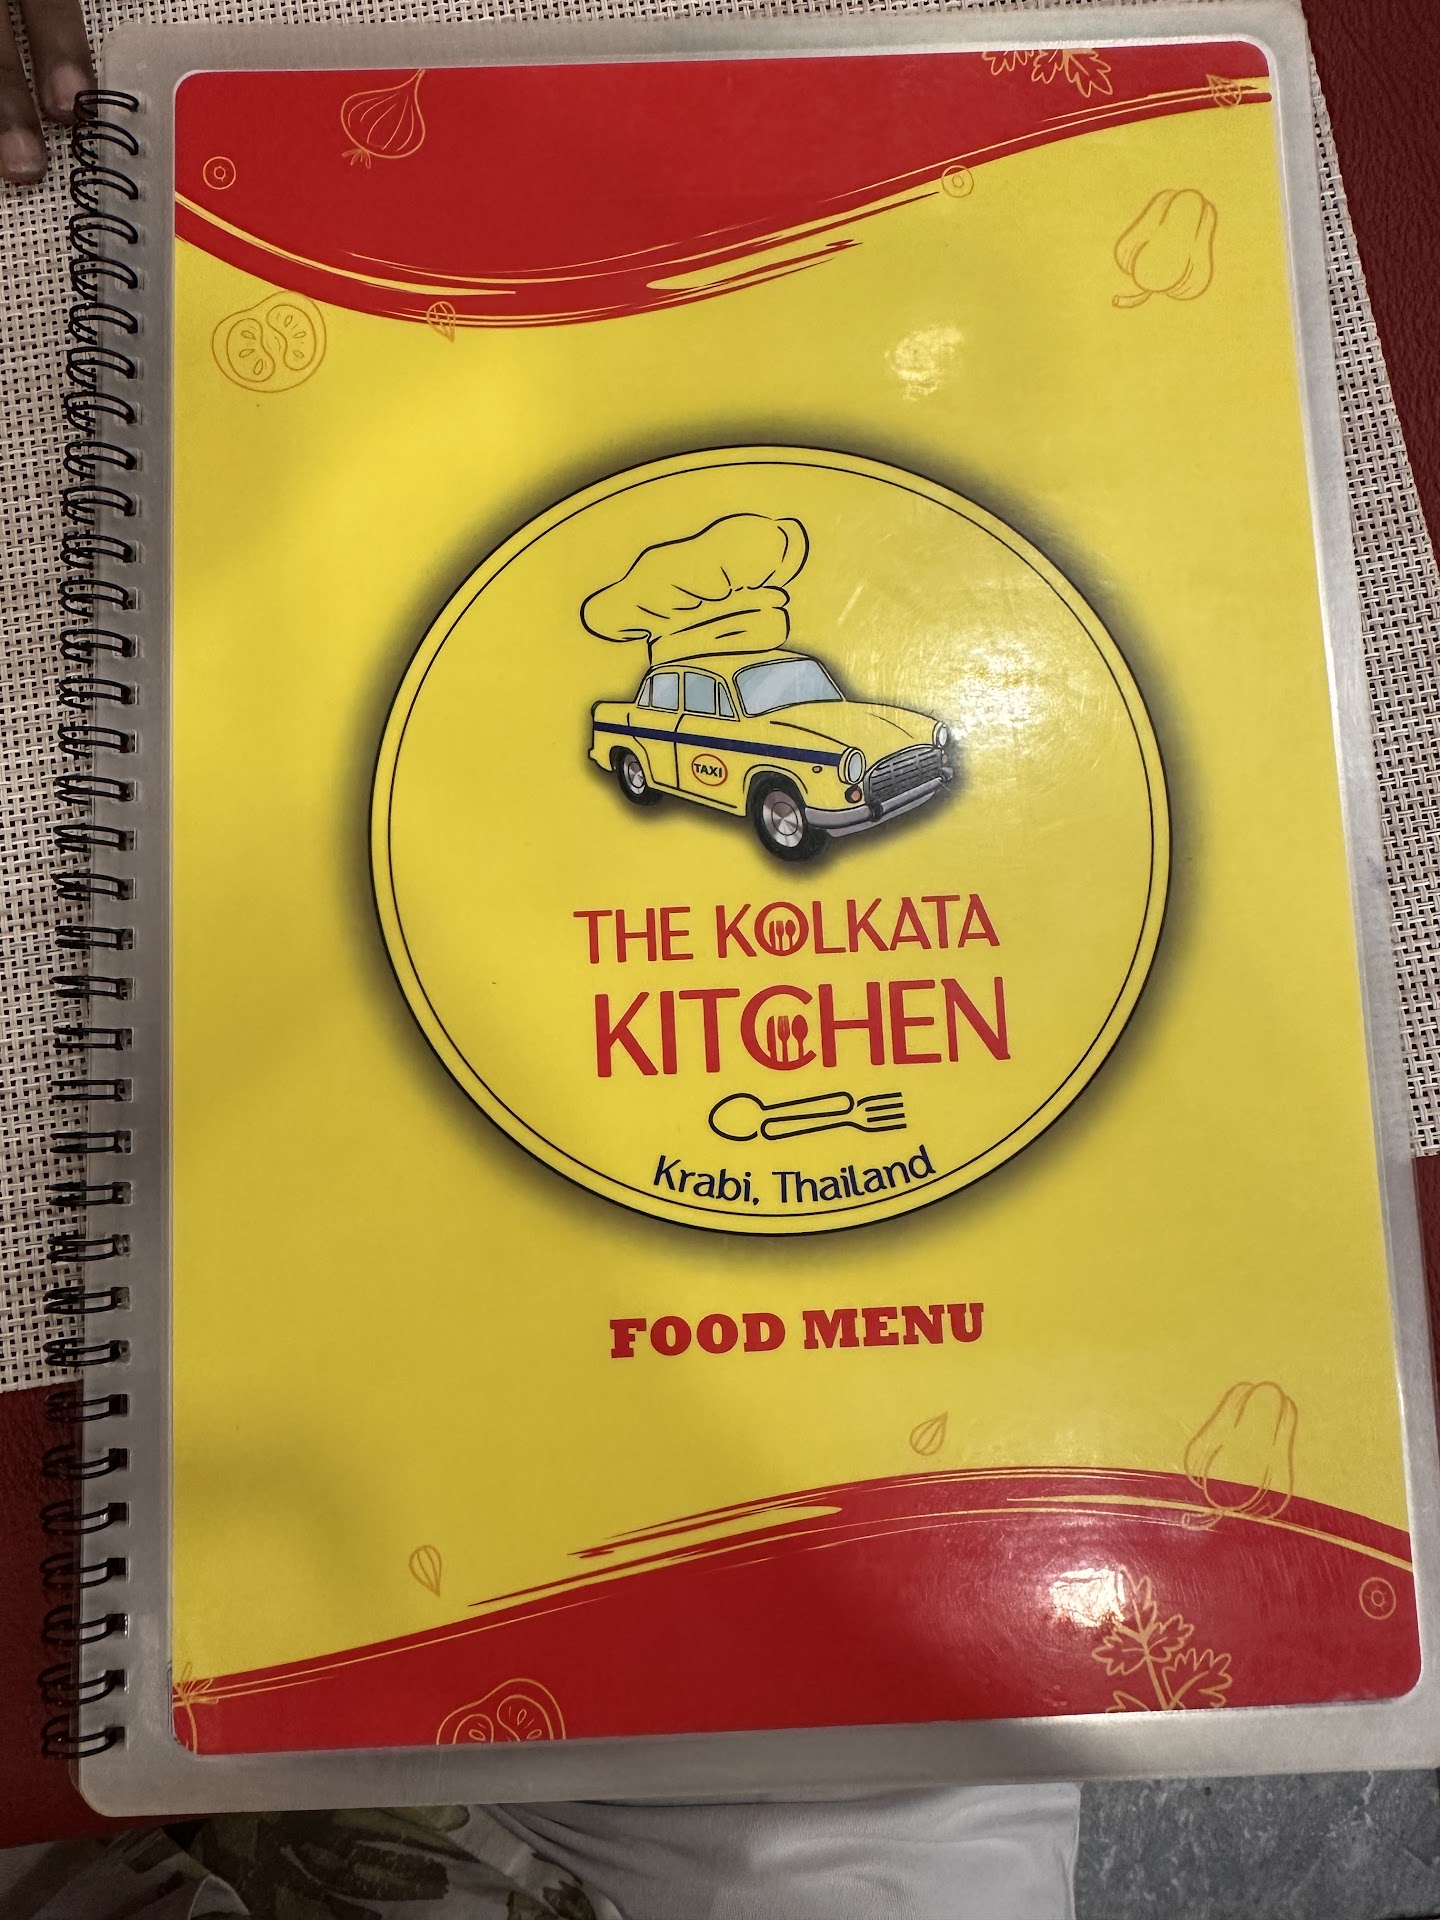 TAXI
THE KOLKATA
KITCHEN
Krabi, Thailand
FOOD MENU